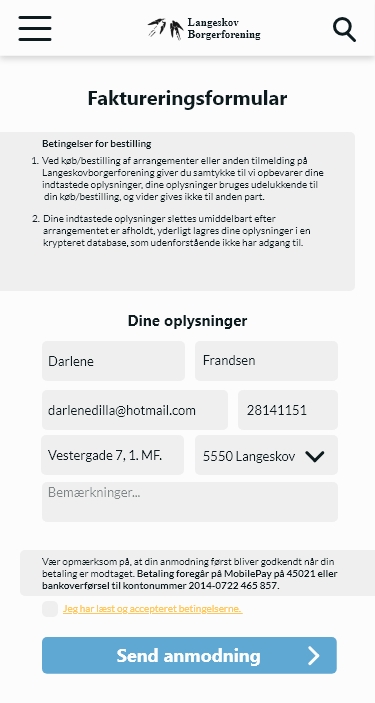 Langeskov
Borgerforening
Faktureringsformular
Betingelser for bestilling
1. Ved køb/bestilling af arrangementer eller anden tilmelding på
Langeskovborgerforening giver du samtykke til vi opbevarer dine
indtastede oplysninger, dine oplysninger bruges udelukkende til
din køb/bestilling, og vider gives ikke til anden part.
2. Dine indtastede oplysninger slettes umiddelbart efter
arrangementet er afholdt, yderligt lagres dine oplysninger i en
krypteret database, som udenforstående ikke har adgang til.
Dine oplysninger
Darlene Frandsen
darlenedilla@hotmail.com 28141151
Vestergade 7, 1. MF. 5550 Langeskov
Bemærkninger...
Vær opmærksom på, at din anmodning først bliver godkendt når din
betaling er modtaget. Betaling foregår på MobilePay på 45021 eller
bankoverførsel til kontonummer 2014-0722 465 857.
Jeg har læst og accepteret betingelserne.
Send anmodning